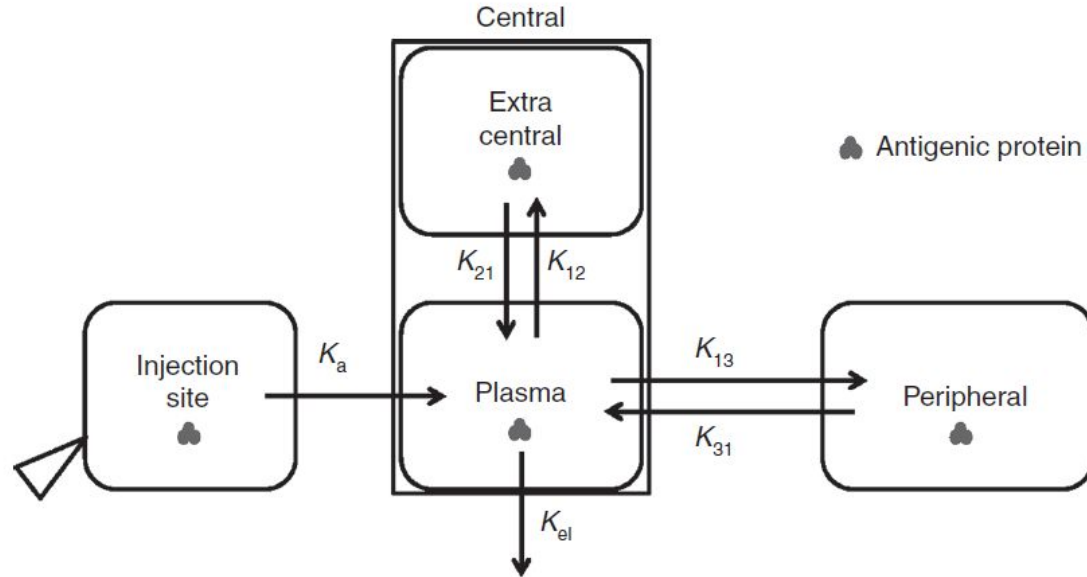 Central
Extra
central
Antigenic protein
K21
K12
Injection
site
Ka
Plasma
K13
K31
Peripheral
Kel